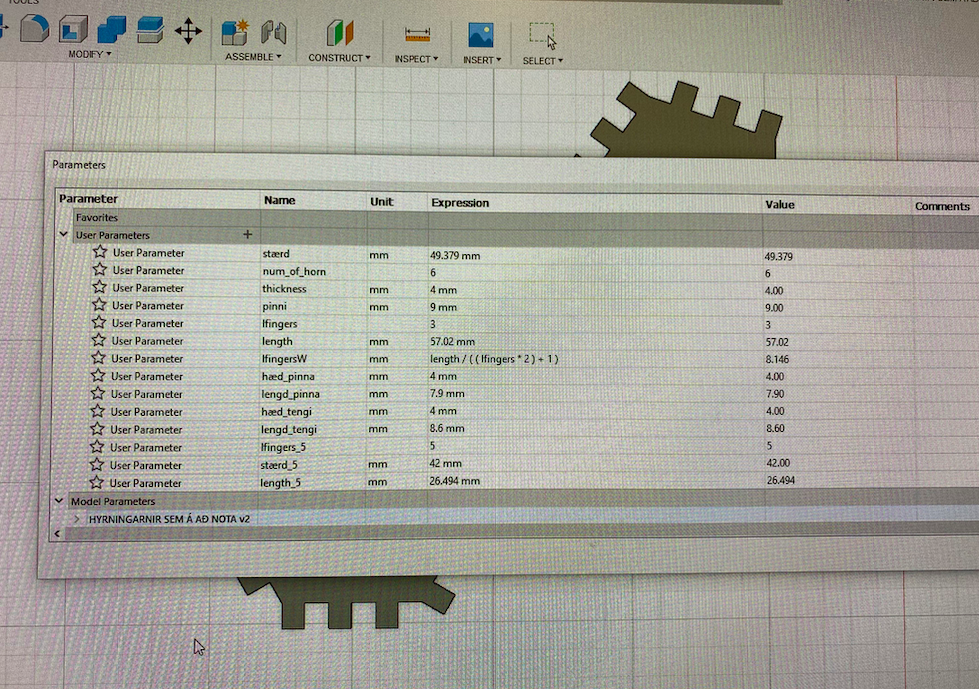 TOOLS
MODIFY ▾ ASSEMBLE ▾ CONSTRUCT ▾ INSPECT ▾ INSERT ▾ SELECT ▾
Parameters
Parameter Name Unit Expression Value Comments
Favorites
User Parameters +
User Parameter stærd mm 49.379 mm 49.379
User Parameter num_of_horn 6 6
User Parameter thickness mm 4 mm 4.00
User Parameter pinni mm 9 mm 9.00
User Parameter lfingers 3 3
User Parameter length mm 57.02 mm 57.02
User Parameter lfingersW mm length / ( ( lfingers * 2 ) + 1 ) 8.146
User Parameter hæd_pinna mm 4 mm 4.00
User Parameter lengd_pinna mm 7.9 mm 7.90
User Parameter hæd_tengi mm 4 mm 4.00
User Parameter lengd_tengi mm 8.6 mm 8.60
User Parameter lfingers_5 5 5
User Parameter stærd_5 mm 42 mm 42.00
User Parameter length_5 mm 26.494 mm 26.494
Model Parameters
HYRNINGARNIR SEM Á AÐ NOTA v2